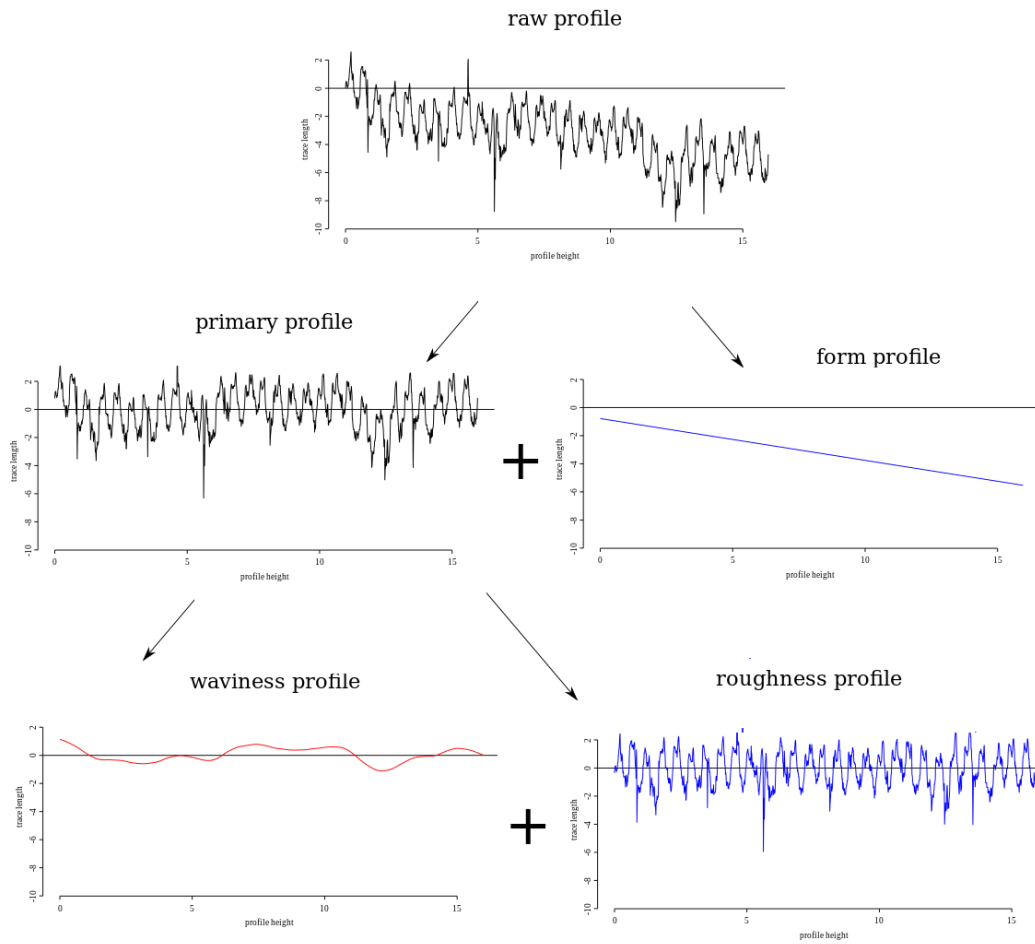 raw profile
2
0
-2
-4
-6
-8
-10
trace length
0 5 10 15
profile height
primary profile
2
0
-2
-4
-6
-8
-10
trace length
0 5 10 15
profile height
+
form profile
2
0
-2
-4
-6
-8
-10
trace length
0 5 10 15
profile height
waviness profile
2
0
-2
-4
-6
-8
-10
trace length
0 5 10 15
profile height
+
roughness profile
2
0
-2
-4
-6
-8
-10
trace length
0 5 10 15
profile height